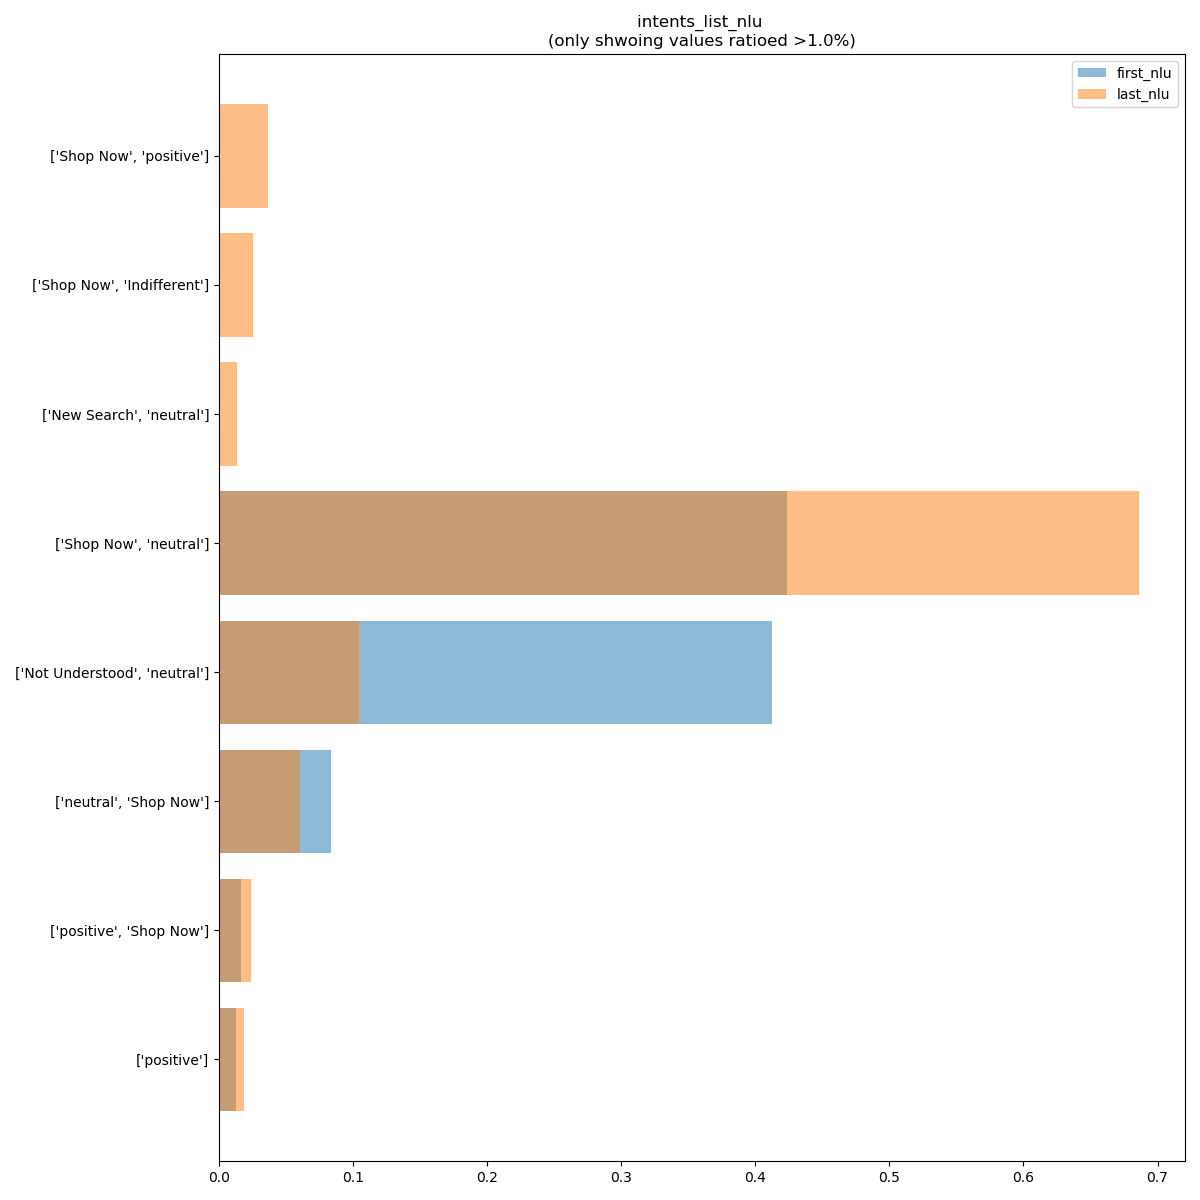 intents_list_nlu
(only shwoing values ratioed >1.0%)
first_nlu
last_nlu
['Shop Now', 'positive']
['Shop Now', 'Indifferent']
['New Search', 'neutral']
['Shop Now', 'neutral']
['Not Understood', 'neutral']
['neutral', 'Shop Now']
['positive', 'Shop Now']
['positive']
0.0 0.1 0.2 0.3 0.4 0.5 0.6 0.7